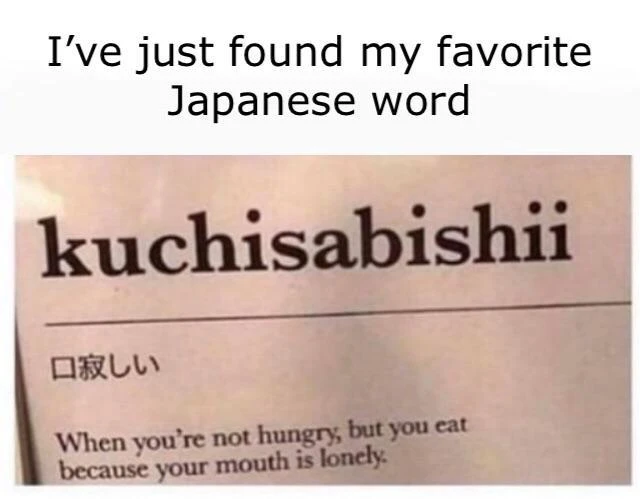 I’ve just found my favorite
Japanese word
kuchisabishii
口寂しい
When you’re not hungry, but you eat
because your mouth is lonely.